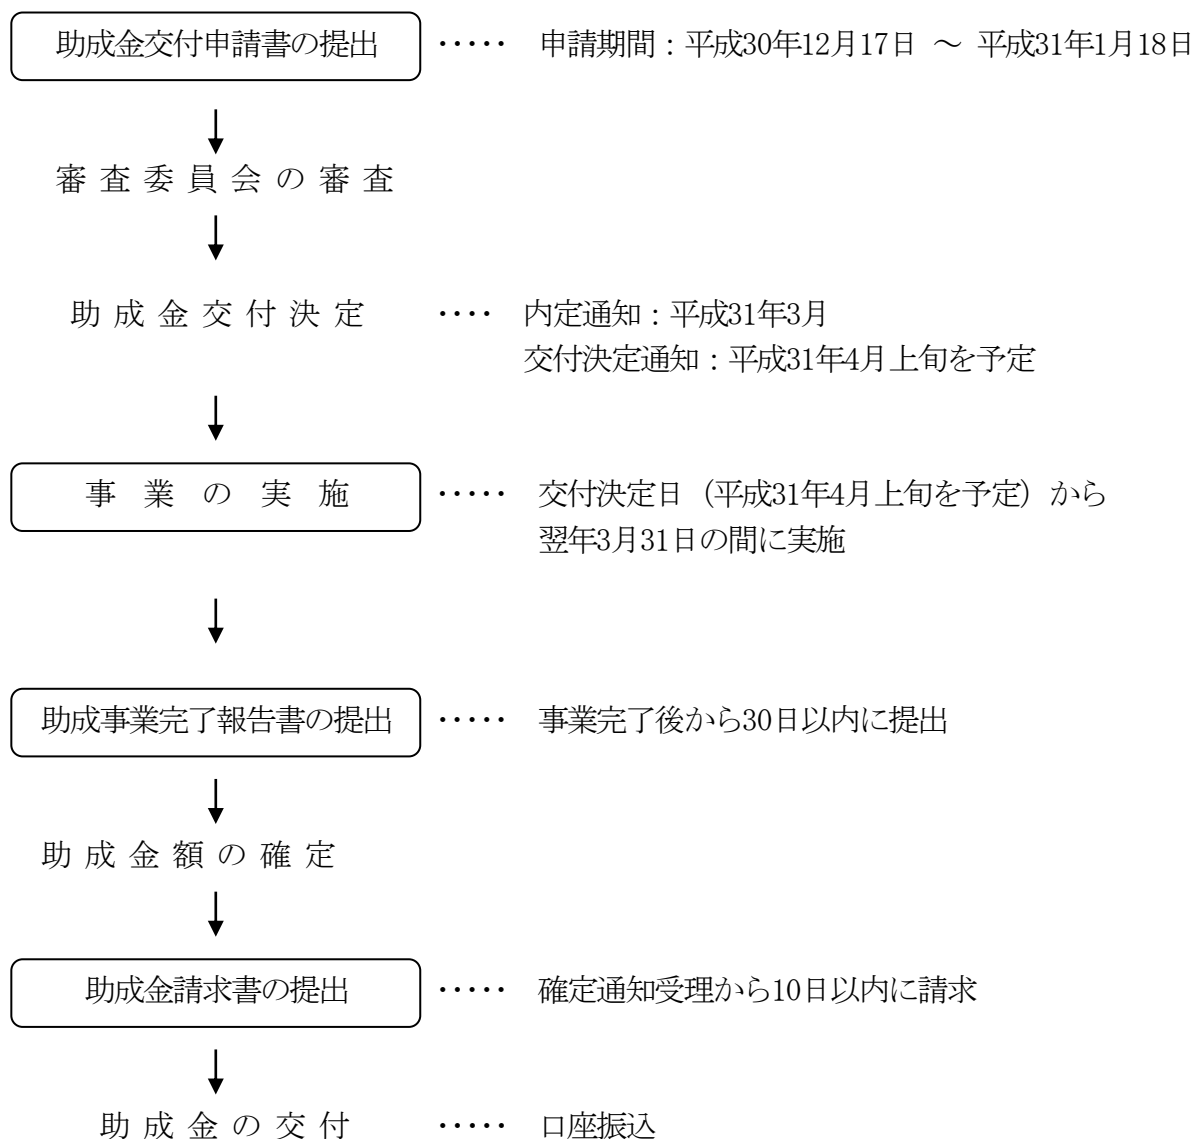 助成金交付申請書の提出 ・・・・・ 申請期間：平成30年12月17日 ～ 平成31年1月18日
審査委員会の審査
助成金交付決定 ・・・・ 内定通知：平成31年3月
交付決定通知：平成31年4月上旬を予定
事業の実施 ・・・・・ 交付決定日（平成31年4月上旬を予定）から
翌年3月31日の間に実施
助成事業完了報告書の提出 ・・・・・ 事業完了後から30日以内に提出
助成金額の確定
助成金請求書の提出 ・・・・・ 確定通知受理から10日以内に請求
助成金の交付 ・・・・・ 口座振込